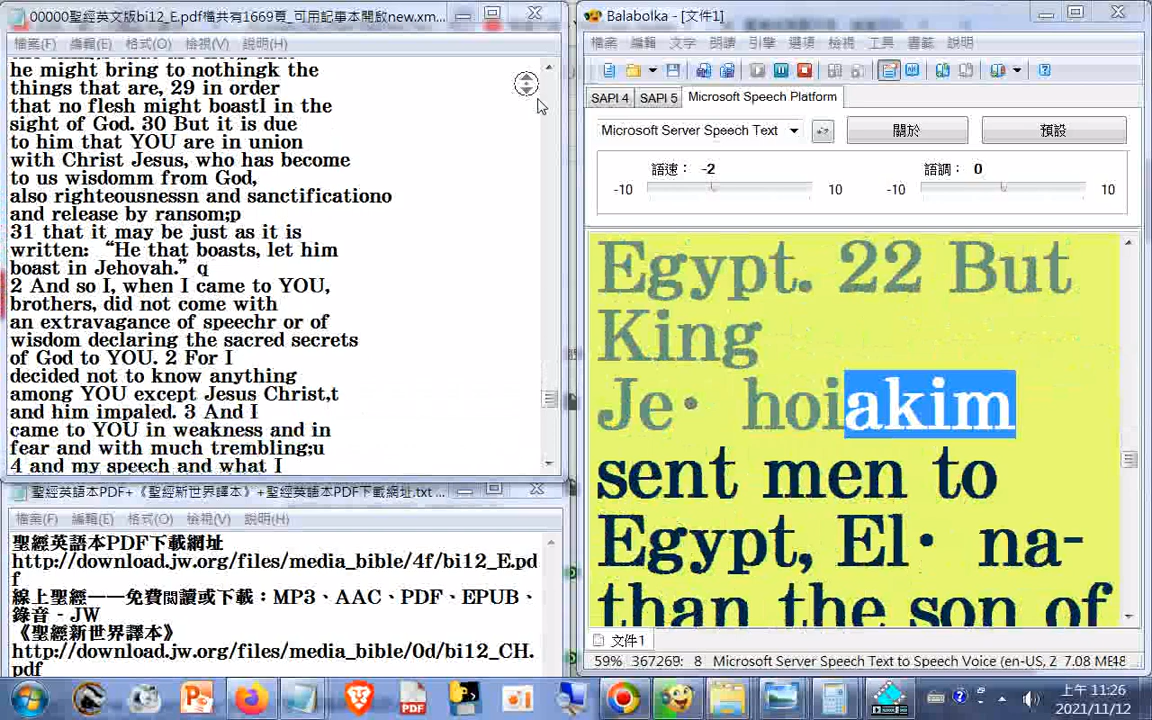 00000聖經英文版bi12_E.pdf檔共有1669頁_可用記事本開啟new.xm...
檔案(F) 編輯(E) 格式(O) 檢視(V) 說明(H)
he might bring to nothingk the
things that are, 29 in order
that no flesh might boastl in the
sight of God. 30 But it is due
to him that YOU are in union
with Christ Jesus, who has become
to us wisdomm from God,
also righteousnessn and sanctificationo
and release by ransom;p
31 that it may be just as it is
written: “He that boasts, let him
boast in Jehovah.” q
2 And so I, when I came to YOU,
brothers, did not come with
an extravagance of speechr or of
wisdom declaring the sacred secrets
of God to YOU. 2 For I
decided not to know anything
among YOU except Jesus Christ,t
and him impaled. 3 And I
came to YOU in weakness and in
fear and with much trembling;u
4 and my speech and what I
聖經英語本PDF+《聖經新世界譯本》+聖經英語本PDF下載網址.txt ...
檔案(F) 編輯(E) 格式(O) 檢視(V) 說明(H)
聖經英語本PDF下載網址
http://download.jw.org/files/media_bible/4f/bi12_E.pd
f
線上聖經——免費閱讀或下載：MP3、AAC、PDF、EPUB、
錄音 - JW
《聖經新世界譯本》
http://download.jw.org/files/media_bible/0d/bi12_CH.
pdf
Balabolka - [文件1]
檔案 編輯 文字 朗讀 引擎 選項 檢視 工具 書籤 說明
SAPI 4 SAPI 5 Microsoft Speech Platform
Microsoft Server Speech Text 關於 預設
語速： -2 語調： 0
-10 10 -10 10
Egypt. 22 But
King
Je· hoiakim
sent men to
Egypt, El· na-
than the son of
文件1
59% 367269: 8 Microsoft Server Speech Text to Speech Voice (en-US, Z 7.08 ME48
上午 11:26
2021/11/12